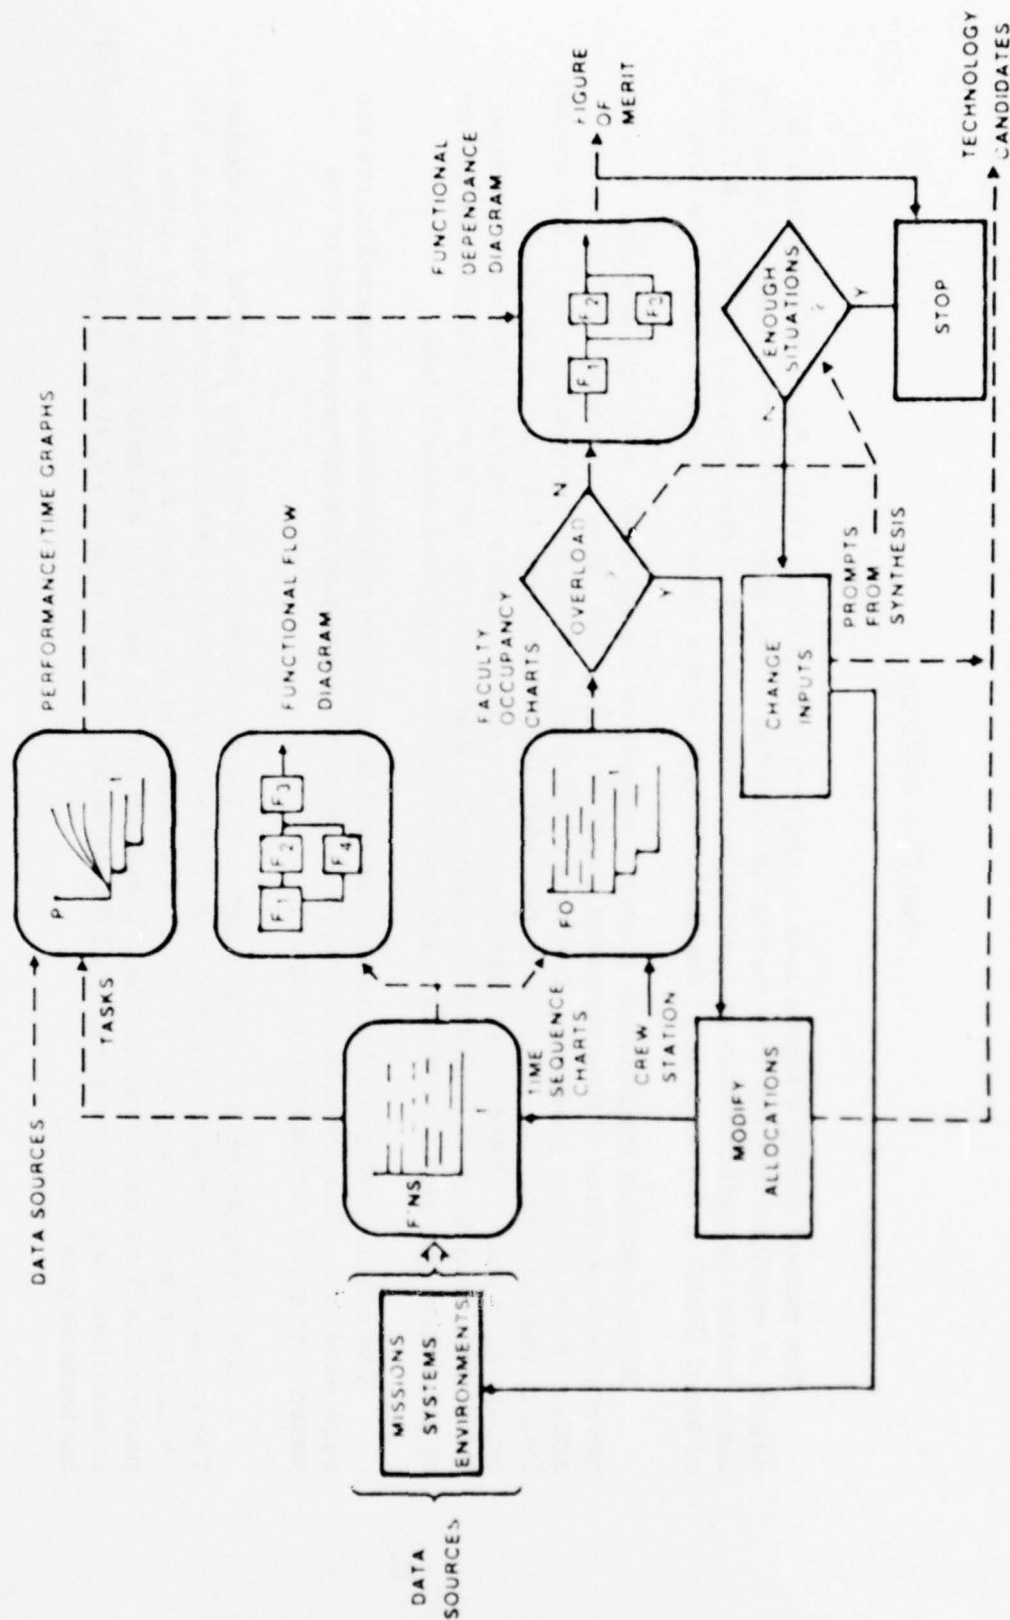 DATA SOURCES
TASKS
P
PERFORMANCE/TIME GRAPHS
F1
F2
F3
F4
FUNCTIONAL FLOW
DIAGRAM
FUNCTIONAL
DEPENDANCE
DIAGRAM
DATA
SOURCES
MISSIONS
SYSTEMS
ENVIRONMENTS
F'NS
TIME
SEQUENCE
CHARTS
CREW
STATION
FO
FACULTY
OCCUPANCY
CHARTS
OVERLOAD
?
N
Y
F1
F2
F3
FIGURE
OF
MERIT
MODIFY
ALLOCATIONS
CHANGE
INPUTS
PROMPTS
FROM
SYNTHESIS
N
ENOUGH
SITUATIONS
?
Y
STOP
TECHNOLOGY
CANDIDATES